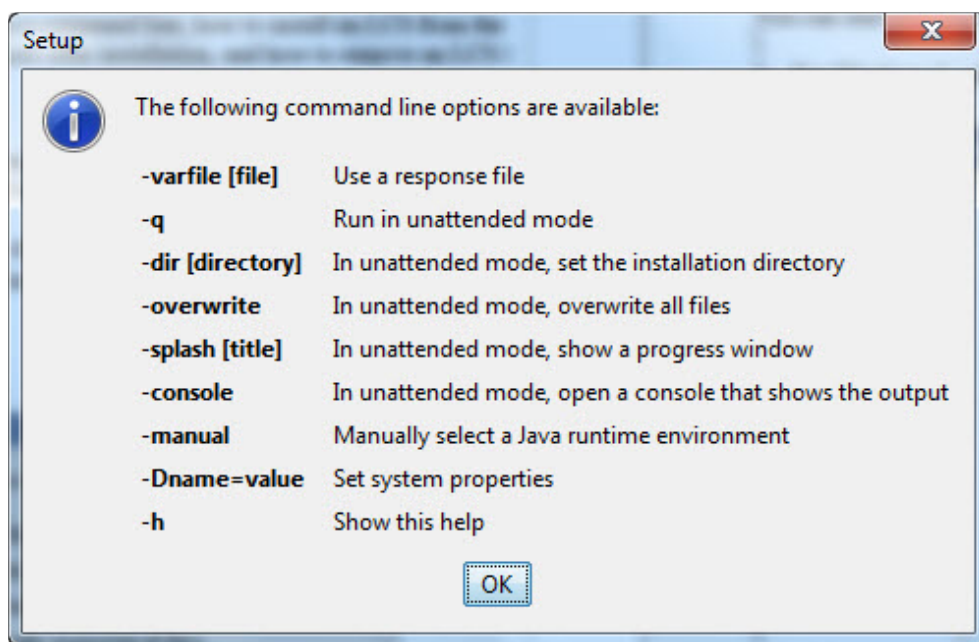 Setup
The following command line options are available:
-varfile [file] Use a response file
-q Run in unattended mode
-dir [directory] In unattended mode, set the installation directory
-overwrite In unattended mode, overwrite all files
-splash [title] In unattended mode, show a progress window
-console In unattended mode, open a console that shows the output
-manual Manually select a Java runtime environment
-Dname=value Set system properties
-h Show this help
OK